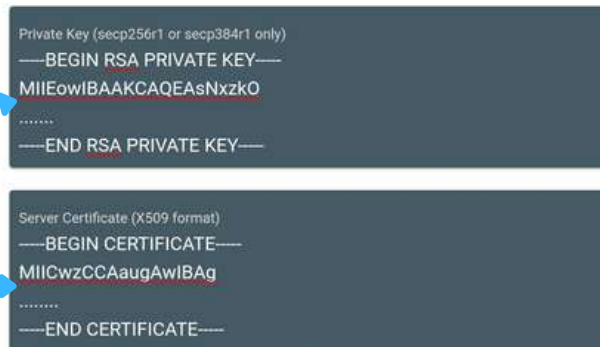 Private Key (secp256r1 or secp384r1 only)
-----BEGIN RSA PRIVATE KEY-----
MIIEowIBAAKCAQEAsNxzkO
.......
-----END RSA PRIVATE KEY-----
Server Certificate (X509 format)
-----BEGIN CERTIFICATE-----
MIICwzCCAaugAwIBAg
........
-----END CERTIFICATE-----